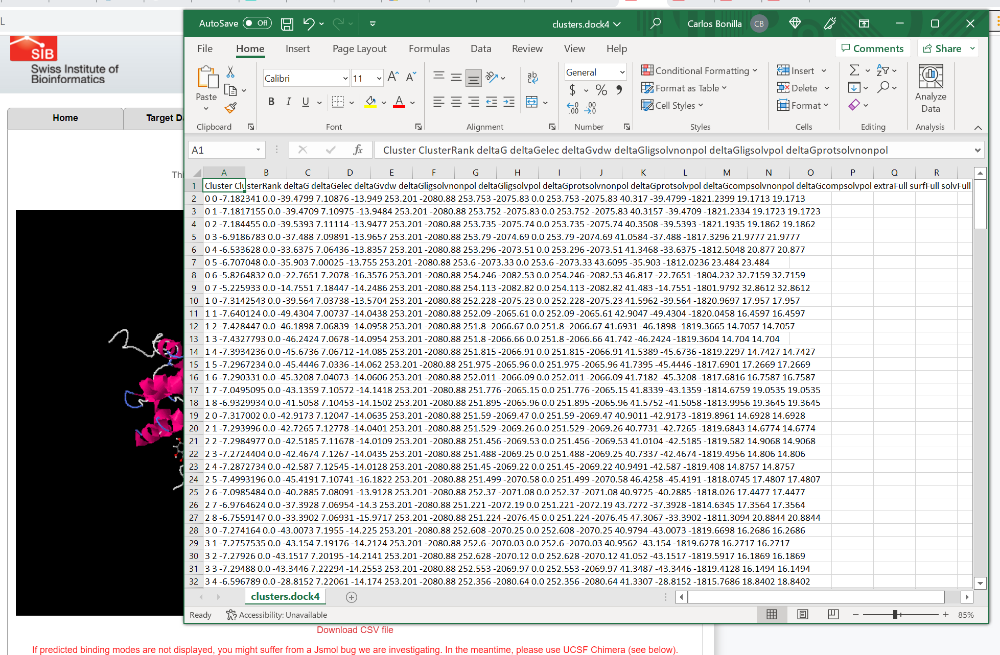 L
SIB
Swiss Institute of
Bioinformatics
Home
Target Da
Thi
AutoSave Off clusters.dock4 Carlos Bonilla CB
File Home Insert Page Layout Formulas Data Review View Help Comments Share
Paste
Clipboard
Calibri 11
B I U A
Font
ab
Alignment
General
$ % 9
Number
Conditional Formatting
Format as Table
Cell Styles
Styles
Insert
Delete
Format
Cells
Editing
Analyze
Data
Analysis
A1 fx Cluster ClusterRank deltaG deltaGelec deltaGvdw deltaGligsolvnonpol deltaGligsolvpol deltaGprotsolvnonpol
A B C D E F G H I J K L M N O P Q R
1 Cluster ClusterRank deltaG deltaGelec deltaGvdw deltaGligsolvnonpol deltaGligsolvpol deltaGprotsolvnonpol deltaGprotsolvpol deltaGcompsolvnonpol deltaGcompsolvpol extraFull surfFull solvFull
2 0 0 -7.182341 0.0 -39.4799 7.10876 -13.949 253.201 -2080.88 253.753 -2075.83 0.0 253.753 -2075.83 40.317 -39.4799 -1821.2399 19.1713 19.1713
3 0 1 -7.1817155 0.0 -39.4709 7.10975 -13.9484 253.201 -2080.88 253.752 -2075.83 0.0 253.752 -2075.83 40.3157 -39.4709 -1821.2334 19.1723 19.1723
4 0 2 -7.184455 0.0 -39.5393 7.11114 -13.9477 253.201 -2080.88 253.735 -2075.74 0.0 253.735 -2075.74 40.3508 -39.5393 -1821.1935 19.1862 19.1862
5 0 3 -6.9186783 0.0 -37.488 7.09891 -13.9657 253.201 -2080.88 253.79 -2074.69 0.0 253.79 -2074.69 41.0584 -37.488 -1817.3296 21.9777 21.9777
6 0 4 -6.533628 0.0 -33.6375 7.06436 -13.8357 253.201 -2080.88 253.296 -2073.51 0.0 253.296 -2073.51 41.3468 -33.6375 -1812.5048 20.877 20.877
7 0 5 -6.707048 0.0 -35.903 7.00025 -13.755 253.201 -2080.88 253.6 -2073.33 0.0 253.6 -2073.33 43.6095 -35.903 -1812.0236 23.484 23.484
8 0 6 -5.8264832 0.0 -22.7651 7.2078 -16.3576 253.201 -2080.88 254.246 -2082.53 0.0 254.246 -2082.53 46.817 -22.7651 -1804.232 32.7159 32.7159
9 0 7 -5.225933 0.0 -14.7551 7.18447 -14.2486 253.201 -2080.88 254.113 -2082.82 0.0 254.113 -2082.82 41.483 -14.7551 -1801.9792 32.8612 32.8612
10 1 0 -7.3142543 0.0 -39.564 7.03738 -13.5704 253.201 -2080.88 252.228 -2075.23 0.0 252.228 -2075.23 41.5962 -39.564 -1820.9697 17.957 17.957
11 1 1 -7.640124 0.0 -49.4304 7.00737 -14.0438 253.201 -2080.88 252.09 -2065.61 0.0 252.09 -2065.61 42.9047 -49.4304 -1820.0458 16.4597 16.4597
12 1 2 -7.428447 0.0 -46.1898 7.06839 -14.0958 253.201 -2080.88 251.8 -2066.67 0.0 251.8 -2066.67 41.6931 -46.1898 -1819.3665 14.7057 14.7057
13 1 3 -7.4327793 0.0 -46.2424 7.0678 -14.0954 253.201 -2080.88 251.8 -2066.66 0.0 251.8 -2066.66 41.742 -46.2424 -1819.3604 14.704 14.704
14 1 4 -7.3934236 0.0 -45.6736 7.06712 -14.085 253.201 -2080.88 251.815 -2066.91 0.0 251.815 -2066.91 41.5389 -45.6736 -1819.2297 14.7427 14.7427
15 1 5 -7.2967234 0.0 -45.4446 7.0336 -14.062 253.201 -2080.88 251.975 -2065.96 0.0 251.975 -2065.96 41.7395 -45.4446 -1817.6901 17.2669 17.2669
16 1 6 -7.290331 0.0 -45.3208 7.04073 -14.0606 253.201 -2080.88 252.011 -2066.09 0.0 252.011 -2066.09 41.7182 -45.3208 -1817.6816 16.7587 16.7587
17 1 7 -7.0495095 0.0 -43.1359 7.10572 -14.1418 253.201 -2080.88 251.776 -2065.15 0.0 251.776 -2065.15 41.8339 -43.1359 -1814.6759 19.0535 19.0535
18 1 8 -6.9329934 0.0 -41.5058 7.10453 -14.1502 253.201 -2080.88 251.895 -2065.96 0.0 251.895 -2065.96 41.5752 -41.5058 -1813.9956 19.3645 19.3645
19 2 0 -7.317002 0.0 -42.9173 7.12047 -14.0635 253.201 -2080.88 251.59 -2069.47 0.0 251.59 -2069.47 40.9011 -42.9173 -1819.8961 14.6928 14.6928
20 2 1 -7.293996 0.0 -42.7265 7.12778 -14.0401 253.201 -2080.88 251.529 -2069.26 0.0 251.529 -2069.26 40.7731 -42.7265 -1819.6843 14.6774 14.6774
21 2 2 -7.2984977 0.0 -42.5185 7.11678 -14.0109 253.201 -2080.88 251.456 -2069.53 0.0 251.456 -2069.53 41.0104 -42.5185 -1819.582 14.9068 14.9068
22 2 3 -7.2724404 0.0 -42.4674 7.1267 -14.0435 253.201 -2080.88 251.488 -2069.25 0.0 251.488 -2069.25 40.7337 -42.4674 -1819.4956 14.806 14.806
23 2 4 -7.2872734 0.0 -42.587 7.12545 -14.0128 253.201 -2080.88 251.45 -2069.22 0.0 251.45 -2069.22 40.9491 -42.587 -1819.408 14.8757 14.8757
24 2 5 -7.4993196 0.0 -45.4191 7.10741 -16.1822 253.201 -2080.88 251.499 -2070.58 0.0 251.499 -2070.58 46.4258 -45.4191 -1818.0745 17.4807 17.4807
25 2 6 -7.0985484 0.0 -40.2885 7.08091 -13.9128 253.201 -2080.88 252.37 -2071.08 0.0 252.37 -2071.08 40.9725 -40.2885 -1818.026 17.4477 17.4477
26 2 7 -6.9764624 0.0 -37.3928 7.06954 -14.3 253.201 -2080.88 251.221 -2072.19 0.0 251.221 -2072.19 43.7272 -37.3928 -1814.6345 17.3564 17.3564
27 2 8 -6.7559147 0.0 -33.3902 7.06931 -15.9717 253.201 -2080.88 251.224 -2076.45 0.0 251.224 -2076.45 47.3067 -33.3902 -1811.3094 20.8844 20.8844
28 3 0 -7.274164 0.0 -43.0073 7.1955 -14.225 253.201 -2080.88 252.608 -2070.25 0.0 252.608 -2070.25 40.9794 -43.0073 -1819.6698 16.2686 16.2686
29 3 1 -7.2757535 0.0 -43.154 7.19176 -14.2124 253.201 -2080.88 252.6 -2070.03 0.0 252.6 -2070.03 40.9562 -43.154 -1819.6278 16.2717 16.2717
30 3 2 -7.27926 0.0 -43.1517 7.20195 -14.2141 253.201 -2080.88 252.628 -2070.12 0.0 252.628 -2070.12 41.052 -43.1517 -1819.5917 16.1869 16.1869
31 3 3 -7.29488 0.0 -43.3446 7.22294 -14.2553 253.201 -2080.88 252.553 -2069.97 0.0 252.553 -2069.97 41.3487 -43.3446 -1819.4128 16.1494 16.1494
32 3 4 -6.596789 0.0 -28.8152 7.22061 -14.174 253.201 -2080.88 252.356 -2080.64 0.0 252.356 -2080.64 41.3307 -28.8152 -1815.7686 18.8402 18.8402
clusters.dock4
Ready Accessibility: Unavailable 85%
Download CSV file
If predicted binding modes are not displayed, you might suffer from a Jsmol bug we are investigating. In the meantime, please use UCSF Chimera (see below).